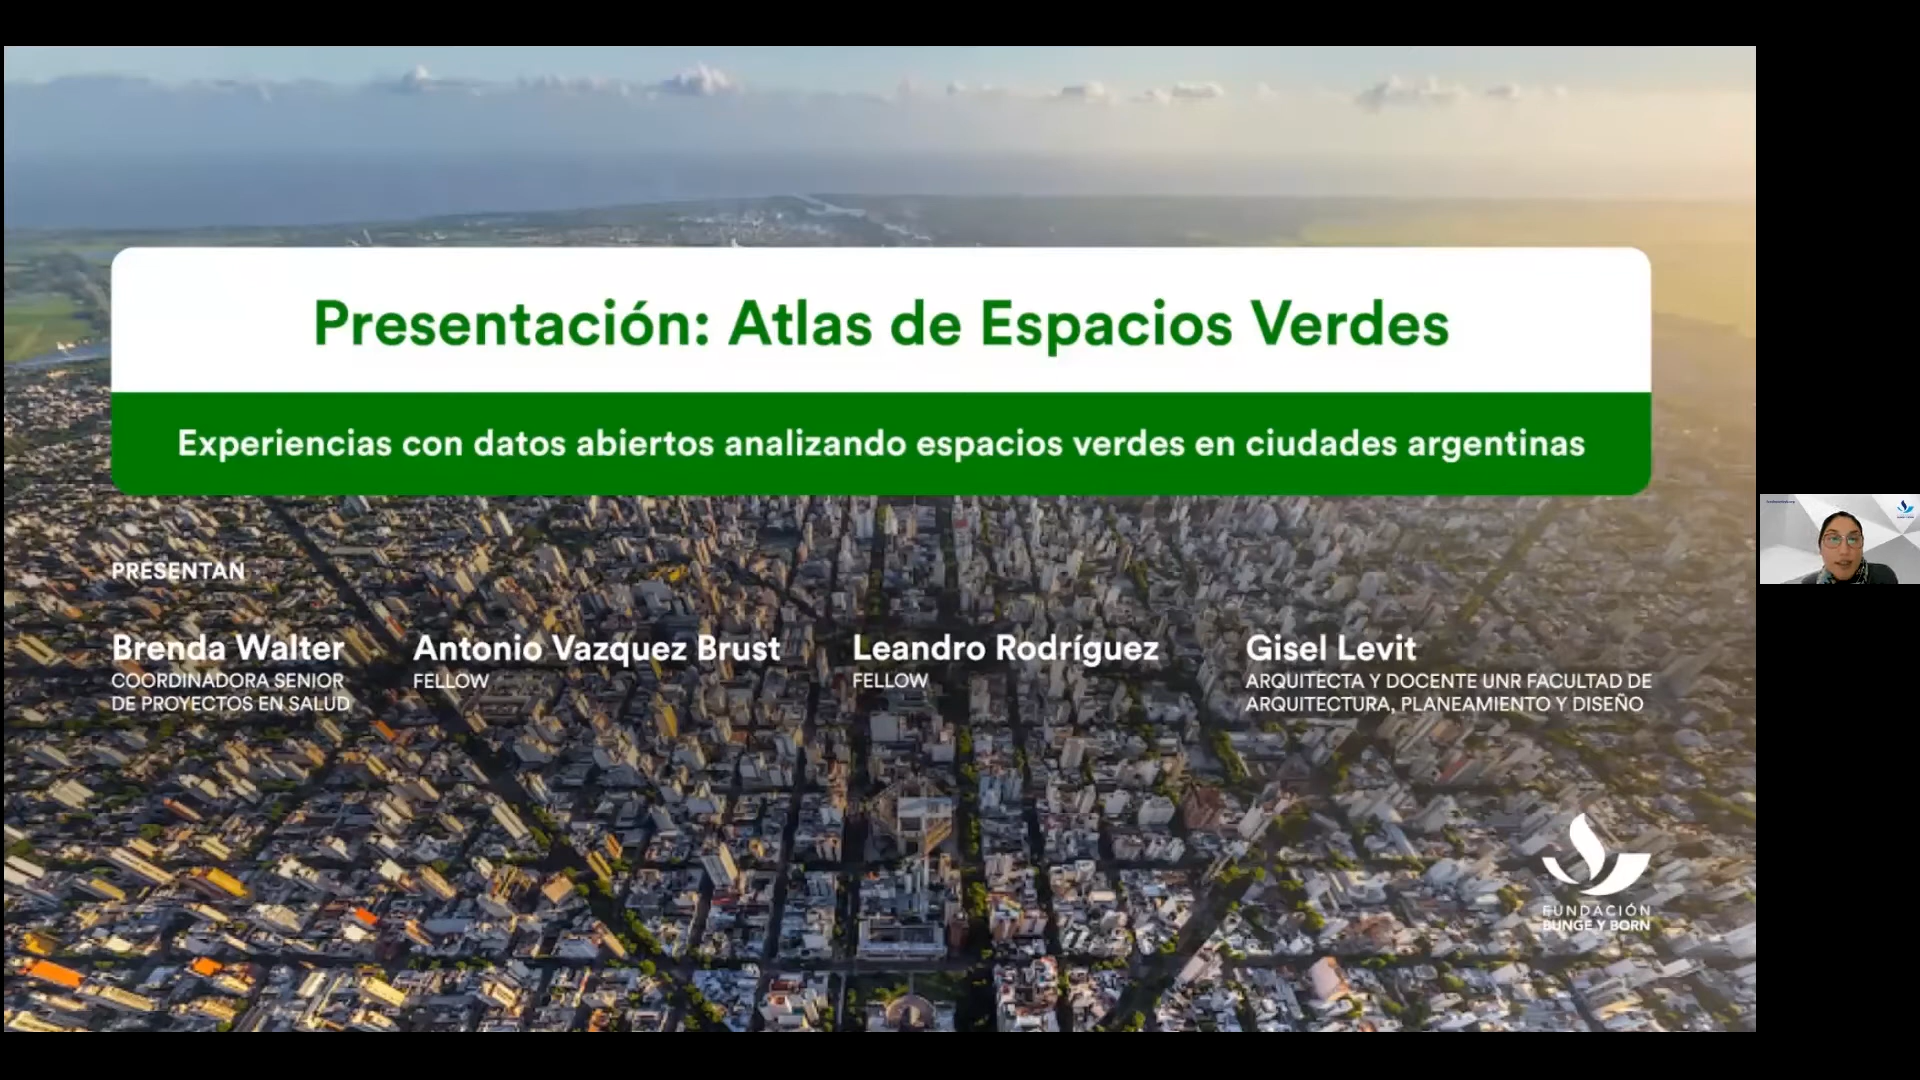 Presentación: Atlas de Espacios Verdes
Experiencias con datos abiertos analizando espacios verdes en ciudades argentinas
PRESENTAN
Brenda Walter
COORDINADORA SENIOR
DE PROYECTOS EN SALUD
Antonio Vazquez Brust
FELLOW
Leandro Rodríguez
FELLOW
Gisel Levit
ARQUITECTA Y DOCENTE UNR FACULTAD DE
ARQUITECTURA, PLANEAMIENTO Y DISEÑO
FUNDACIÓN
BUNGE Y BORN